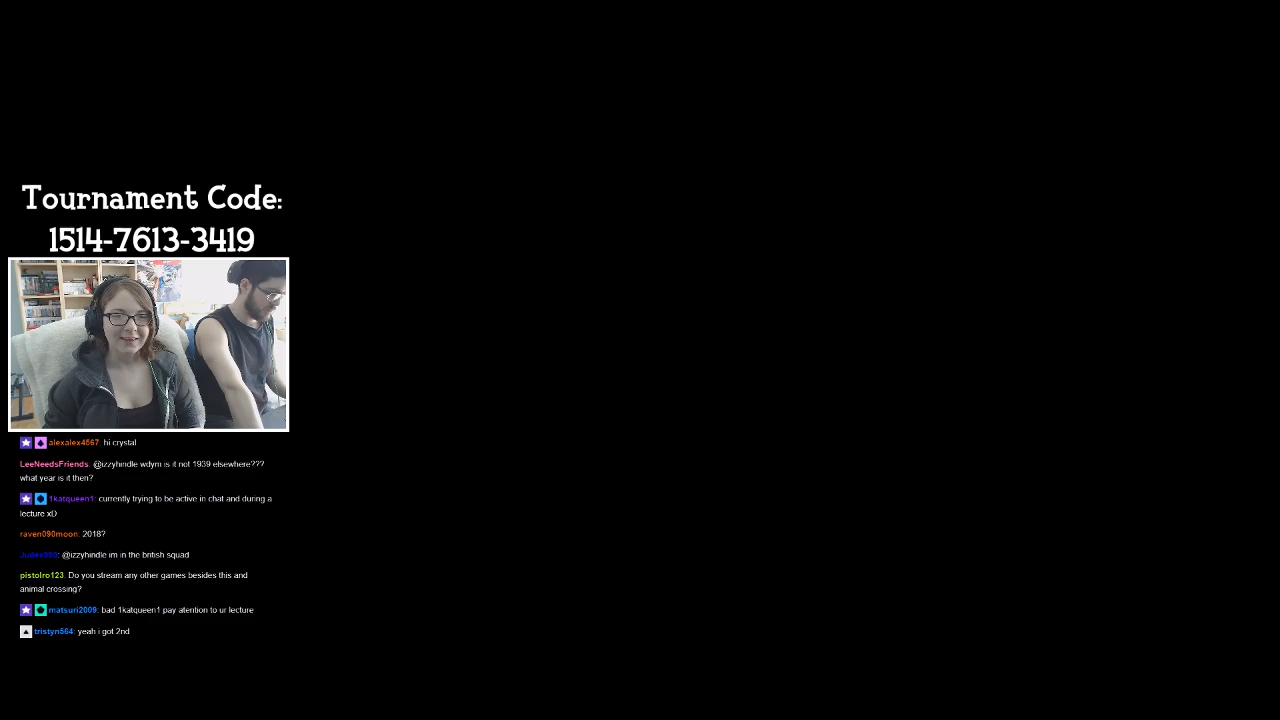 Tournament Code:
1514-7613-3419
alexalex4567: hi crystal
LeeNeedsFriends: @izzyhindle wdym is it not 1939 elsewhere???
what year is it then?
1katqueen1: currently trying to be active in chat and during a
lecture xD
raven090moon: 2018?
@izzyhindle im in the british squad
pistolro123: Do you stream any other games besides this and
animal crossing?
matsuri2009: bad 1katqueen1 pay atention to ur lecture
tristyn564: yeah i got 2nd